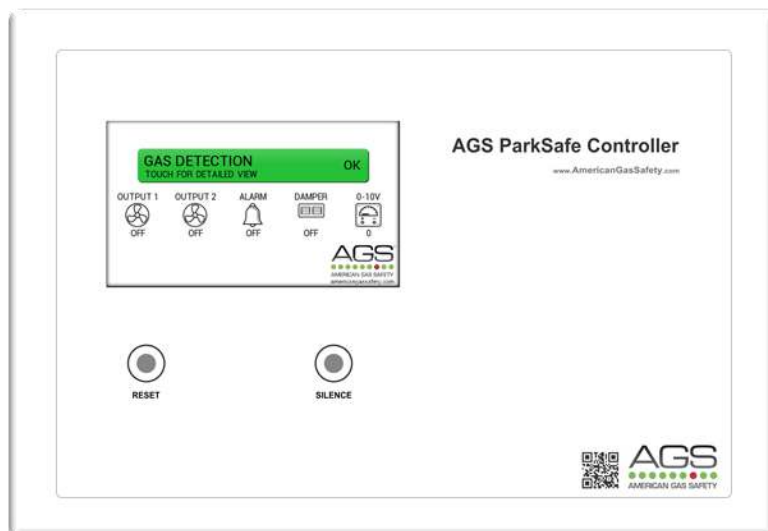 AGS ParkSafe Controller
www.AmericanGasSafety.com
GAS DETECTION
TOUCH FOR DETAILED VIEW
OK
OUTPUT 1 OUTPUT 2 ALARM DAMPER 0-10V
OFF OFF OFF OFF 0
AGS
AMERICAN GAS SAFETY
americangassafety.com
RESET SILENCE
AGS
AMERICAN GAS SAFETY